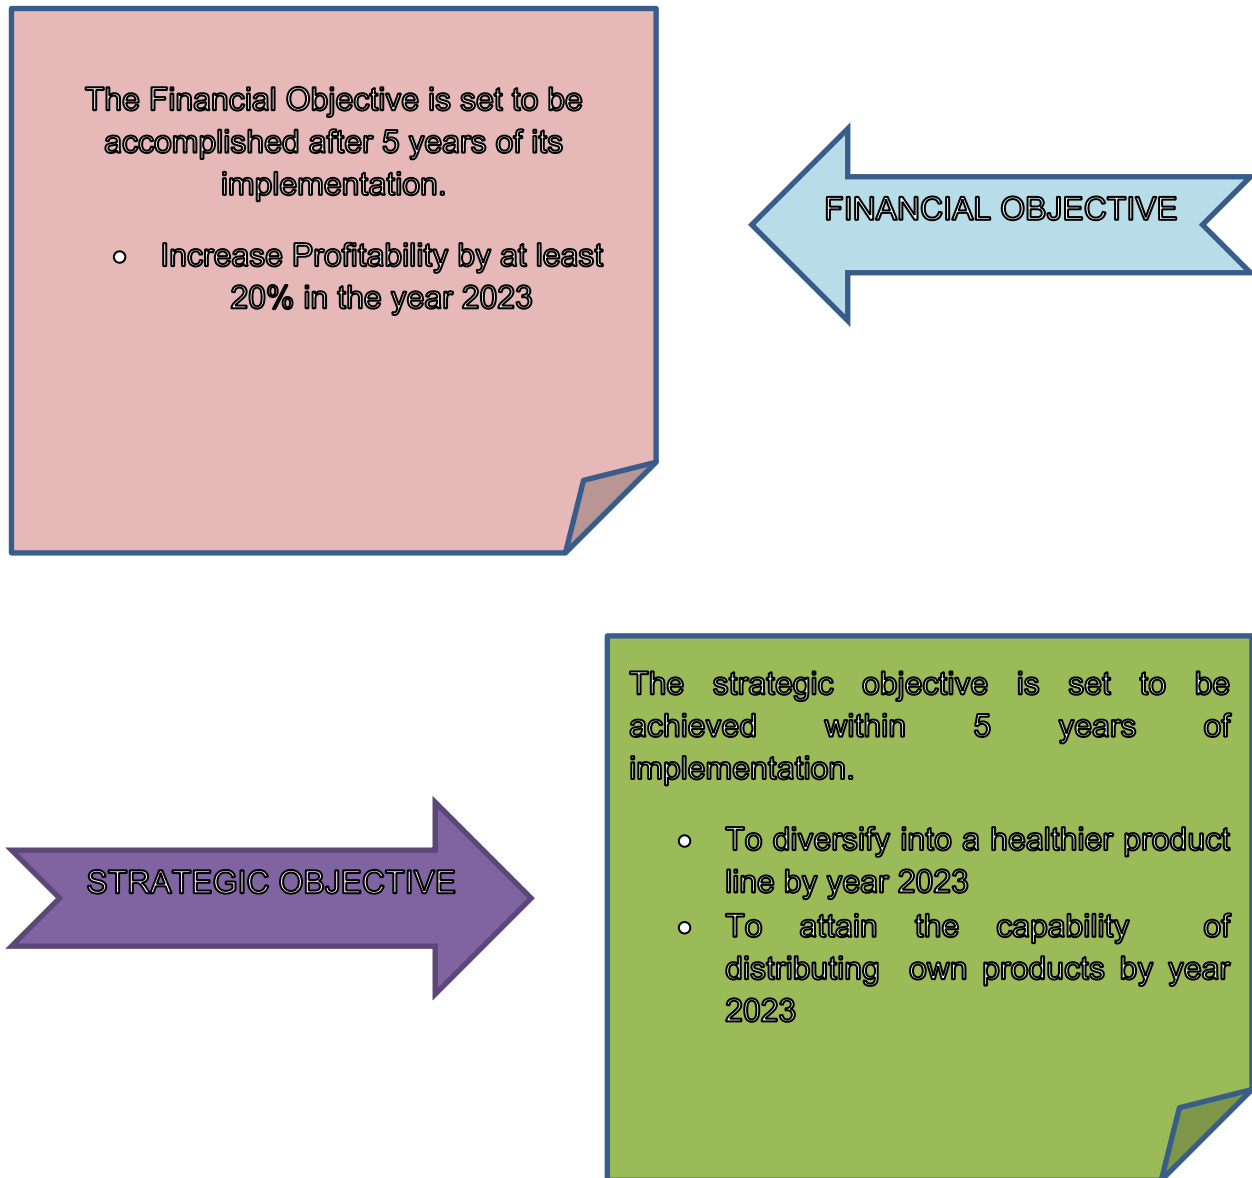 The Financial Objective is set to be
accomplished after 5 years of its
implementation.
Increase Profitability by at least
20% in the year 2023
FINANCIAL OBJECTIVE
STRATEGIC OBJECTIVE
The strategic objective is set to be
achieved within 5 years of
implementation.
To diversify into a healthier product
line by year 2023
To attain the capability of
distributing own products by year
2023